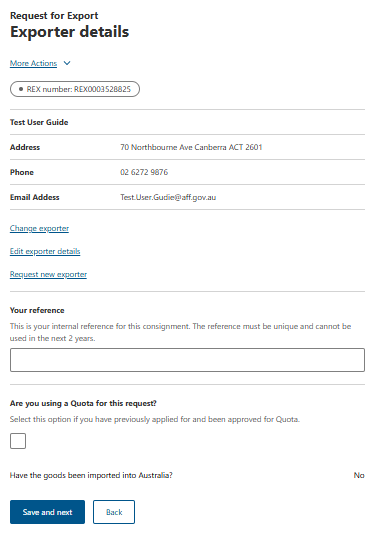 Request for Export
Exporter details
More Actions
REX number: REX0003528825
Test User Guide
Address 70 Northbourne Ave Canberra ACT 2601
Phone 02 6272 9876
Email Addess Test.User.Gudie@aff.gov.au
Change exporter
Edit exporter details
Request new exporter
Your reference
This is your internal reference for this consignment. The reference must be unique and cannot be
used in the next 2 years.
Are you using a Quota for this request?
Select this option if you have previously applied for and been approved for Quota.
Have the goods been imported into Australia? No
Save and next Back